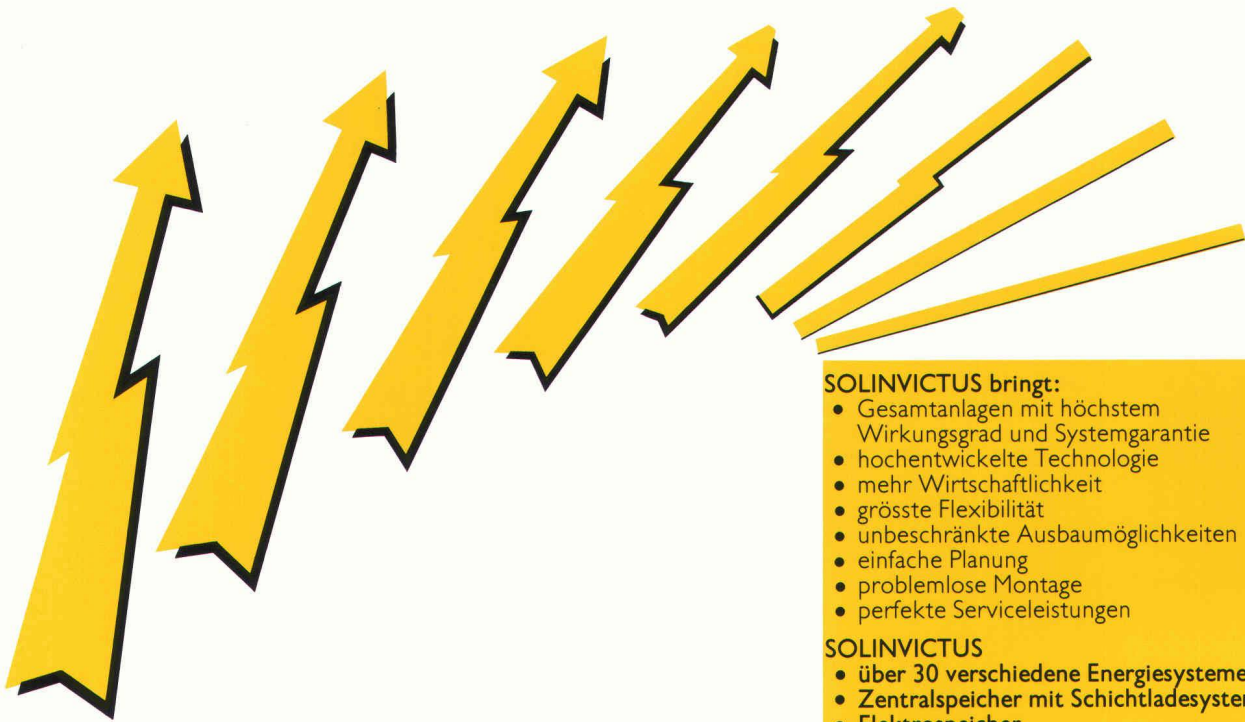 SOLINVICTUS bringt:
• Gesamtanlagen mit höchstem
Wirkungsgrad und Systemgarantie
• hochentwickelte Technologie
• mehr Wirtschaftlichkeit
• grösste Flexibilität
• unbeschränkte Ausbaumöglichkeiten
• einfache Planung
• problemlose Montage
• perfekte Serviceleistungen
SOLINVICTUS
• über 30 verschiedene Energiesysteme
• Zentralspeicher mit Schichtladesystem
• Elektrospeicher